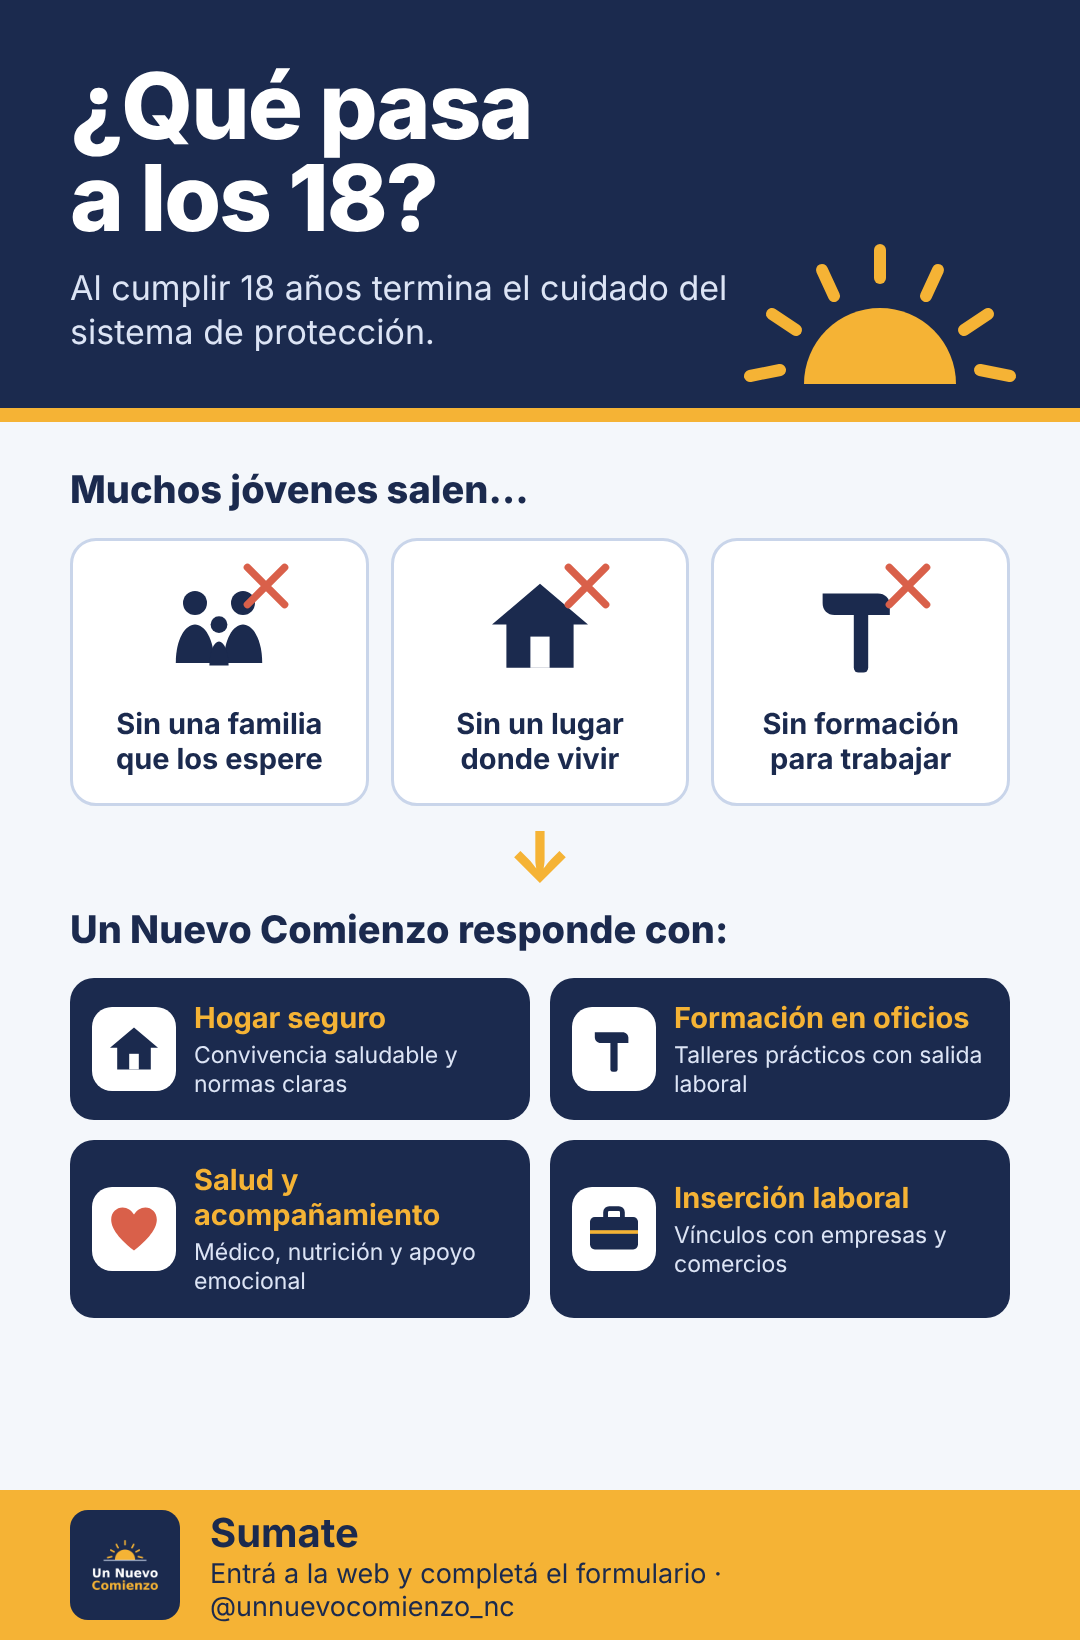 ¿Qué pasa
a los 18?
Al cumplir 18 años termina el cuidado del
sistema de protección.
Muchos jóvenes salen...
Sin una familia
que los espere
Sin un lugar
donde vivir
Sin formación
para trabajar
Un Nuevo Comienzo responde con:
Hogar seguro
Convivencia saludable y
normas claras
Formación en oficios
Talleres prácticos con salida
laboral
Salud y
acompañamiento
Médico, nutrición y apoyo
emocional
Inserción laboral
Vínculos con empresas y
comercios
Un Nuevo
Comienzo
Sumate
Entrá a la web y completá el formulario ·
@unnuevocomienzo_nc